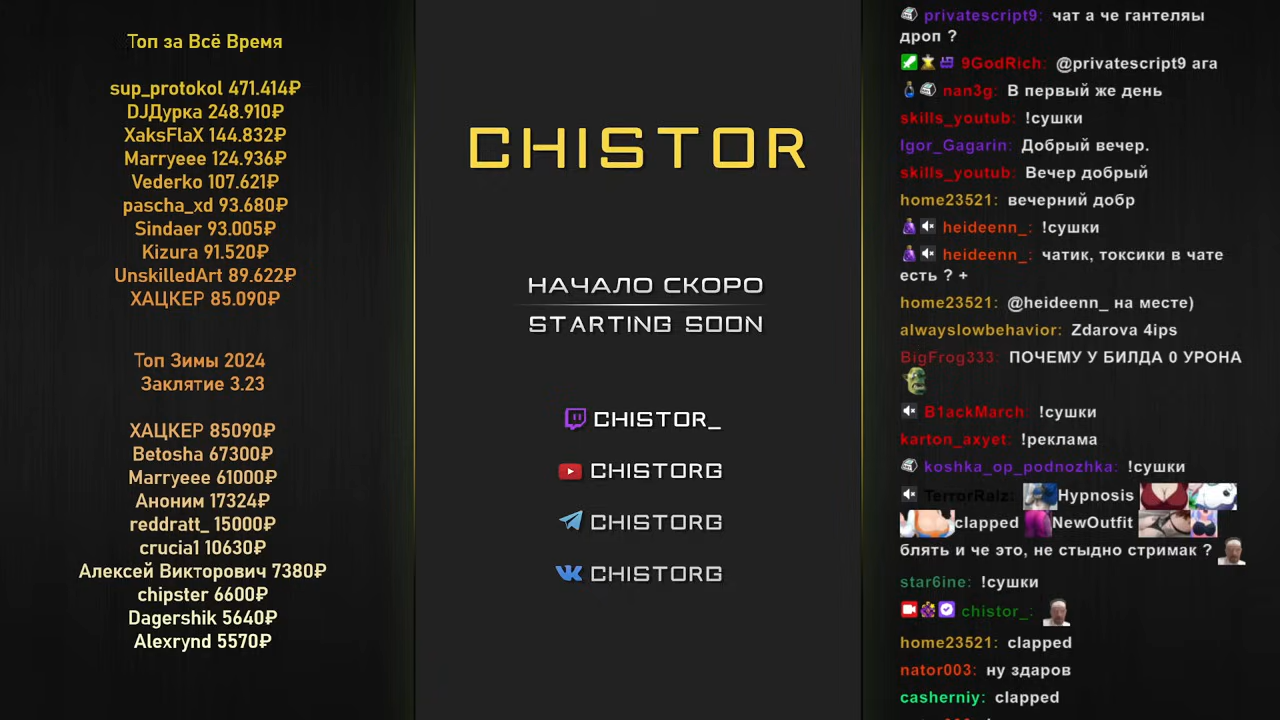 Топ за Всё Время
sup_protokol 471.414₽
DJДурка 248.910₽
XaksFlaX 144.832₽
Marryeee 124.936₽
Vederko 107.621₽
pascha_xd 93.680₽
Sindaer 93.005₽
Kizura 91.520₽
UnskilledArt 89.622₽
ХАЦКЕР 85.090₽
Топ Зимы 2024
Заклятие 3.23
ХАЦКЕР 85090₽
Betosha 67300₽
Marryeee 61000₽
Аноним 17324₽
reddratt_ 15000₽
crucia1 10630₽
Алексей Викторович 7380₽
chipster 6600₽
Dagershik 5640₽
Alexrynd 5570₽
CHISTOR
НАЧАЛО СКОРО
STARTING SOON
CHISTOR_
CHISTORG
CHISTORG
CHISTORG
privatescript9: чат а че гантеляы
дроп ?
9GodRich: @privatescript9 ага
nan3g: В первый же день
skills_youtub: !сушки
Igor_Gagarin: Добрый вечер.
skills_youtub: Вечер добрый
home23521: вечерний добр
heideenn_: !сушки
heideenn_: чатик, токсики в чате
есть ? +
home23521: @heideenn_ на месте)
alwayslowbehavior: Zdarova 4ips
BigFrog333: ПОЧЕМУ У БИЛДА 0 УРОНА
B1ackMarch: !сушки
karton_axyet: !реклама
koshka_op_podnozhka: !сушки
TerrorRalz: Hypnosis
clapped NewOutfit
блять и че это, не стыдно стримак ?
star6ine: !сушки
chistor_:
home23521: clapped
nator003: ну здаров
casherniy: clapped